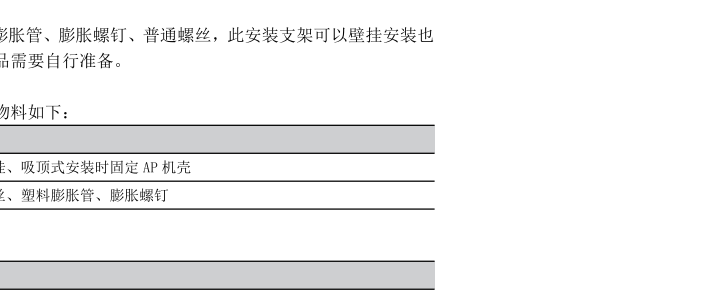 膨胀管、膨胀螺钉、普通螺丝，此安装支架可以壁挂安装也
品需要自行准备。
物料如下：
挂、吸顶式安装时固定 AP 机壳
丝、塑料膨胀管、膨胀螺钉